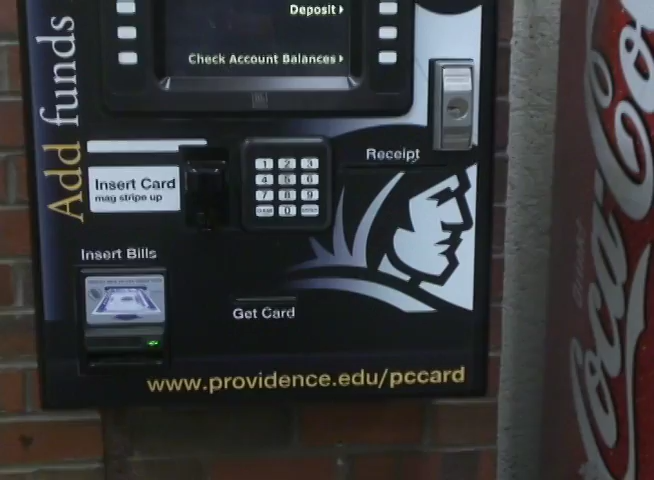 Deposit
Check Account Balances
Add funds
Receipt
Insert Card
mag stripe up
1 2 3
4 5 6
7 8 9
0
Insert Bills
Get Card
www.providence.edu/pccard
Coca Co